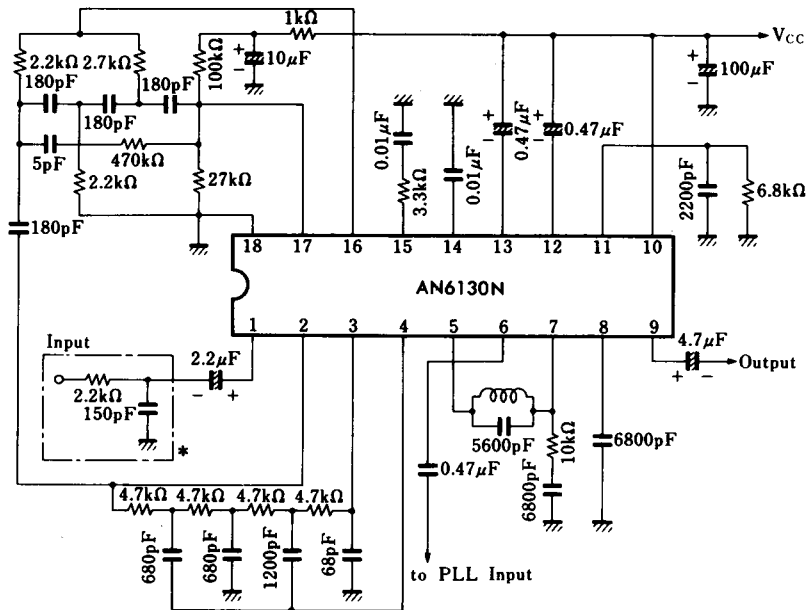 1kΩ
V_CC
2.2kΩ
2.7kΩ
100kΩ
+
10μF
-
+
100μF
-
180pF
180pF
180pF
5pF
470kΩ
2.2kΩ
27kΩ
180pF
0.01μF
3.3kΩ
0.01μF
+
-
0.47μF
+
-
0.47μF
2200pF
6.8kΩ
18 17 16 15 14 13 12 11 10
AN6130N
1 2 3 4 5 6 7 8 9
Input
2.2kΩ
150pF
*
2.2μF
- +
4.7μF
+ -
Output
5600pF
10kΩ
6800pF
6800pF
0.47μF
4.7kΩ 4.7kΩ 4.7kΩ 4.7kΩ
680pF
680pF
1200pF
68pF
to PLL Input